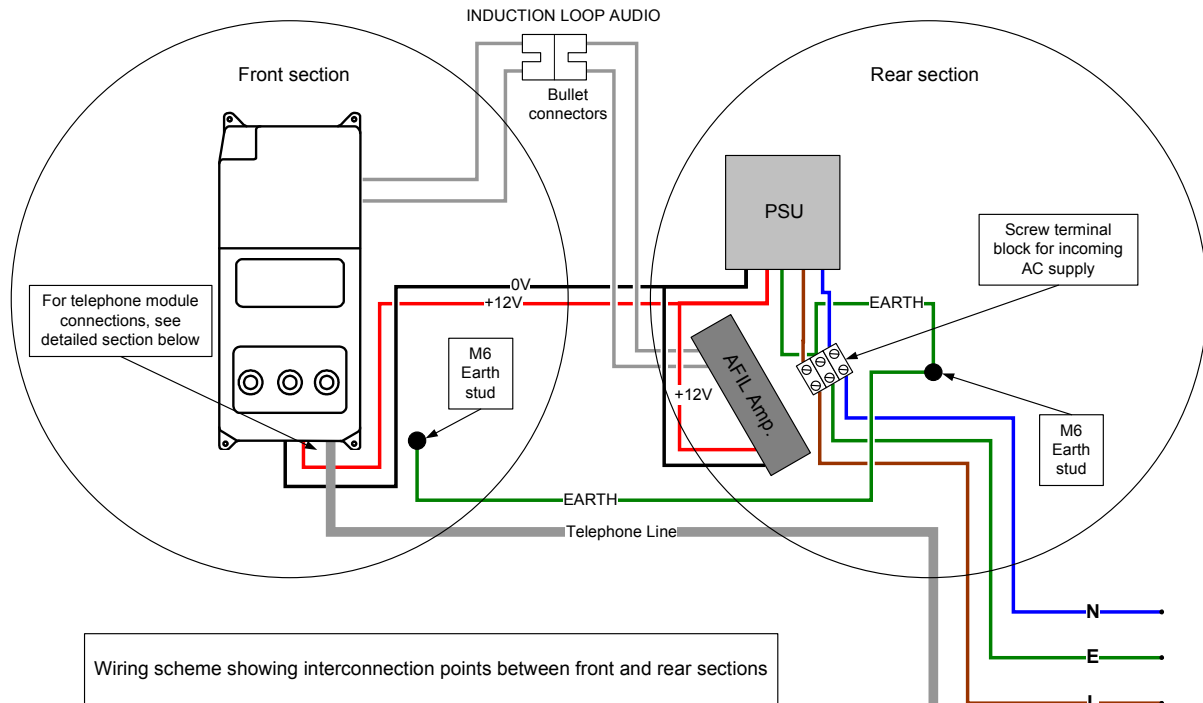 INDUCTION LOOP AUDIO
Front section
Rear section
Bullet
connectors
PSU
Screw terminal
block for incoming
AC supply
0V
+12V
EARTH
For telephone module
connections, see
detailed section below
M6
Earth
stud
+12V
AFIL Amp.
M6
Earth
stud
EARTH
Telephone Line
N
E
Wiring scheme showing interconnection points between front and rear sections